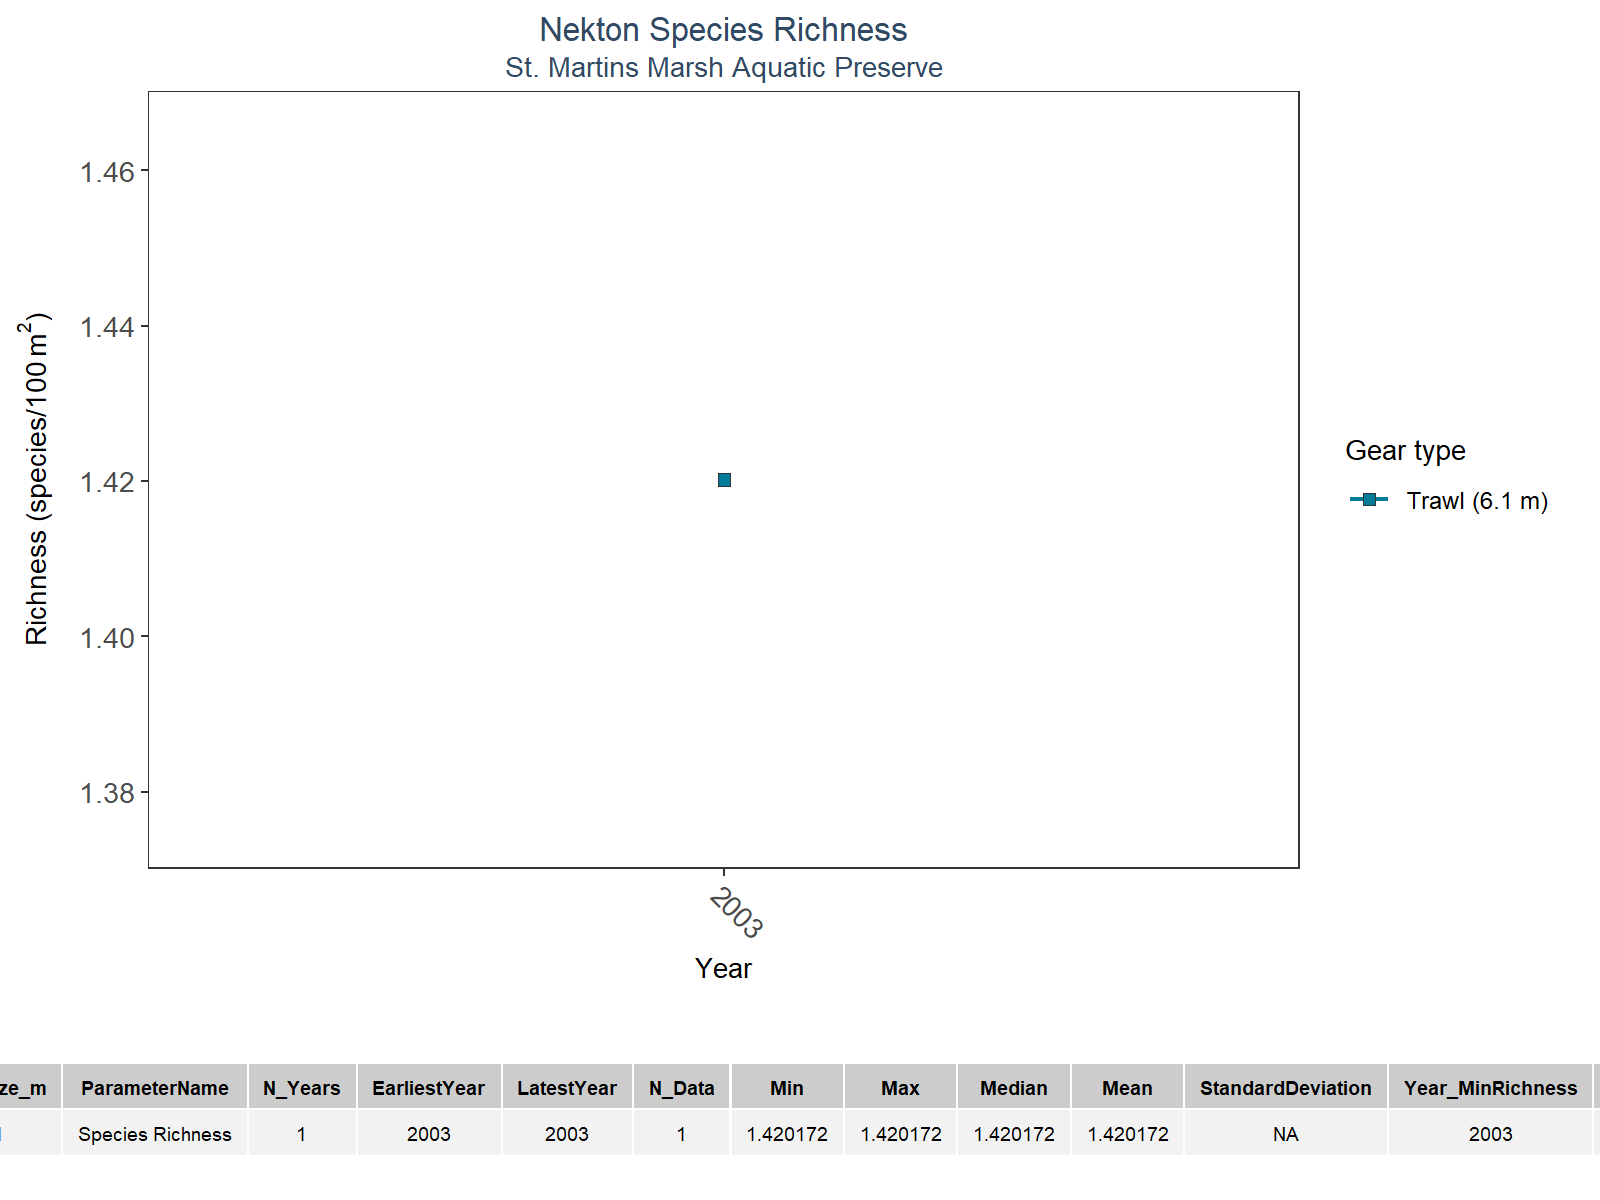 Nekton Species Richness
St. Martins Marsh Aquatic Preserve
1.46
1.44
1.42
1.40
1.38
Richness (species/100 m²)
2003
Year
Gear type
Trawl (6.1 m)
ze_m ParameterName N_Years EarliestYear LatestYear N_Data Min Max Median Mean StandardDeviation Year_MinRichness
Species Richness 1 2003 2003 1 1.420172 1.420172 1.420172 1.420172 NA 2003